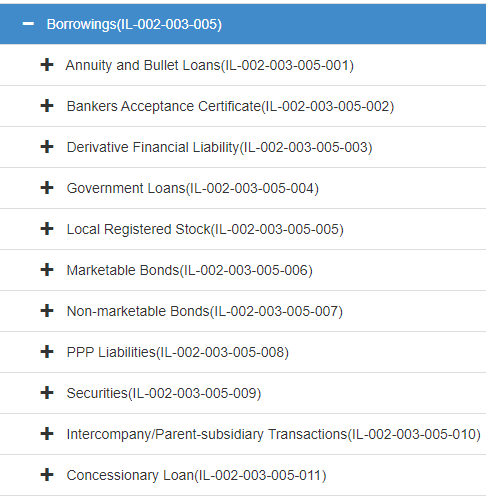 Borrowings(IL-002-003-005)
Annuity and Bullet Loans(IL-002-003-005-001)
Bankers Acceptance Certificate(IL-002-003-005-002)
Derivative Financial Liability(IL-002-003-005-003)
Government Loans(IL-002-003-005-004)
Local Registered Stock(IL-002-003-005-005)
Marketable Bonds(IL-002-003-005-006)
Non-marketable Bonds(IL-002-003-005-007)
PPP Liabilities(IL-002-003-005-008)
Securities(IL-002-003-005-009)
Intercompany/Parent-subsidiary Transactions(IL-002-003-005-010)
Concessionary Loan(IL-002-003-005-011)